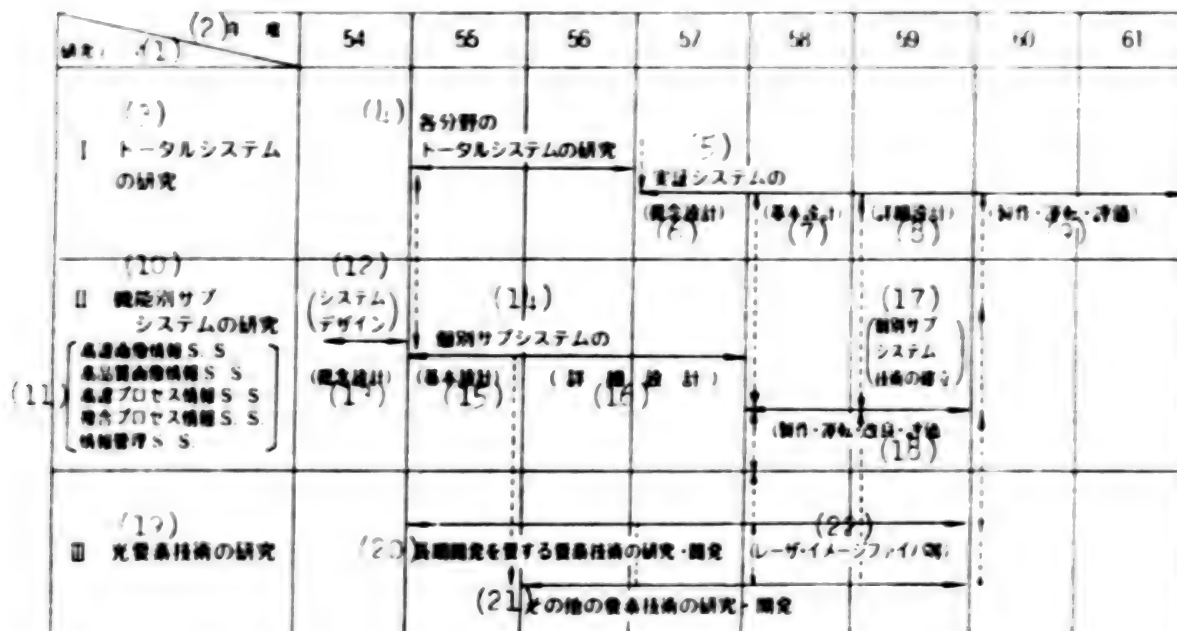 (2) 年 度
研究 (1)
54 55 56 57 58 59 60 61
(3)
I トータルシステム
の研究
(4) 各分野の
トータルシステムの研究
(5)
実証システムの
(概念設計) (基本設計) (詳細設計) (製作・運転・評価)
(6) (7) (8) (9)
(10)
II 機能別サブ
システムの研究
(11)
高速画像情報 S. S
高品質画像情報 S. S.
高速プロセス情報 S. S
複合プロセス情報 S. S.
情報管理 S. S.
(12)
(システム
デザイン)
(概念設計)
(14)
個別サブシステムの
(基本設計) (詳細設計)
(15) (16)
(17)
(個別サブ
システム
技術の確立)
(製作・運転・改良・評価)
(18)
(19)
III 光要素技術の研究
(20) 長期開発を要する要素技術の研究・開発
(22)
(レーザ・イメージファイバ等)
(21) その他の要素技術の研究・開発